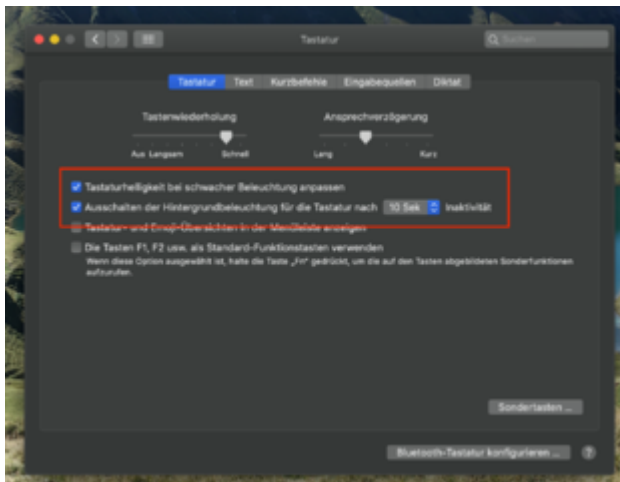 Tastatur
Suchen
Tastatur Text Kurzbefehle Eingabequellen Diktat
Tastenwiederholung Ansprechverzögerung
Aus Langsam Schnell Lang Kurz
Tastaturhelligkeit bei schwacher Beleuchtung anpassen
Ausschalten der Hintergrundbeleuchtung für die Tastatur nach 10 Sek Inaktivität
Tastatur- und Emoji-Übersichten in der Menüleiste anzeigen
Die Tasten F1, F2 usw. als Standard-Funktionstasten verwenden
Wenn diese Option ausgewählt ist, halte die Taste „Fn“ gedrückt, um die auf den Tasten abgebildeten Sonderfunktionen
aufzurufen.
Sondertasten ...
Bluetooth-Tastatur konfigurieren ... ?